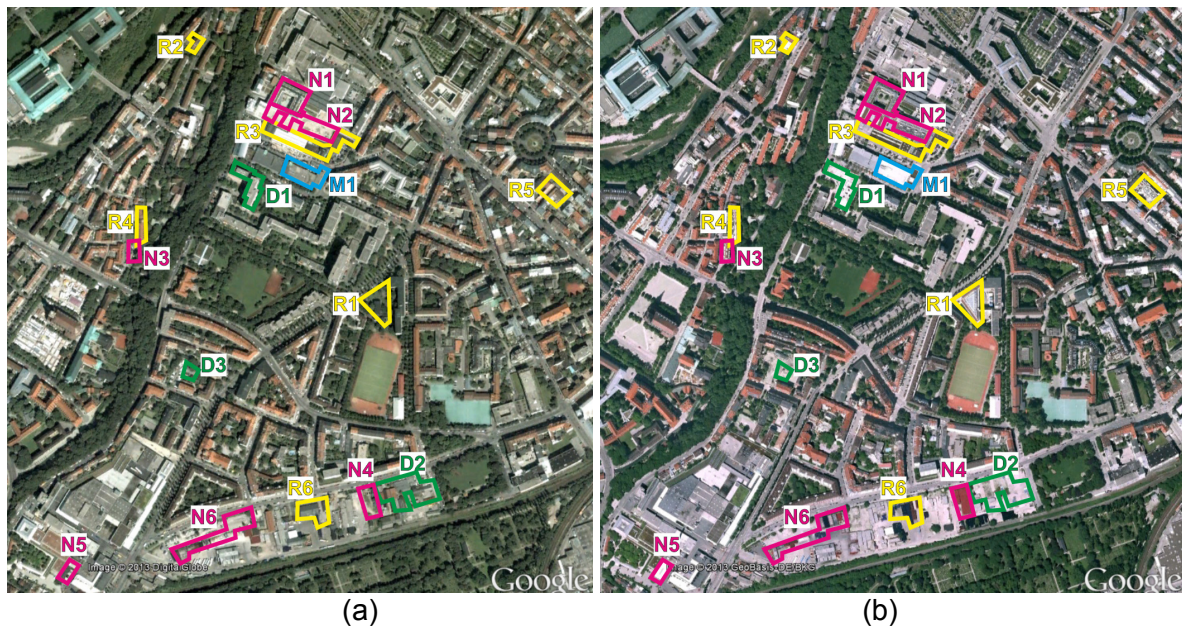 R2
N1
N2
R3
D1
M1
R5
R4
N3
R1
D3
N4
D2
R6
N6
N5
Image © 2013 DigitalGlobe
Google
(a)
R2
N1
N2
R3
D1
M1
R5
R4
N3
R1
D3
N4
D2
R6
N6
N5
Image © 2013 GeoBasis-DE/BKG
Google
(b)